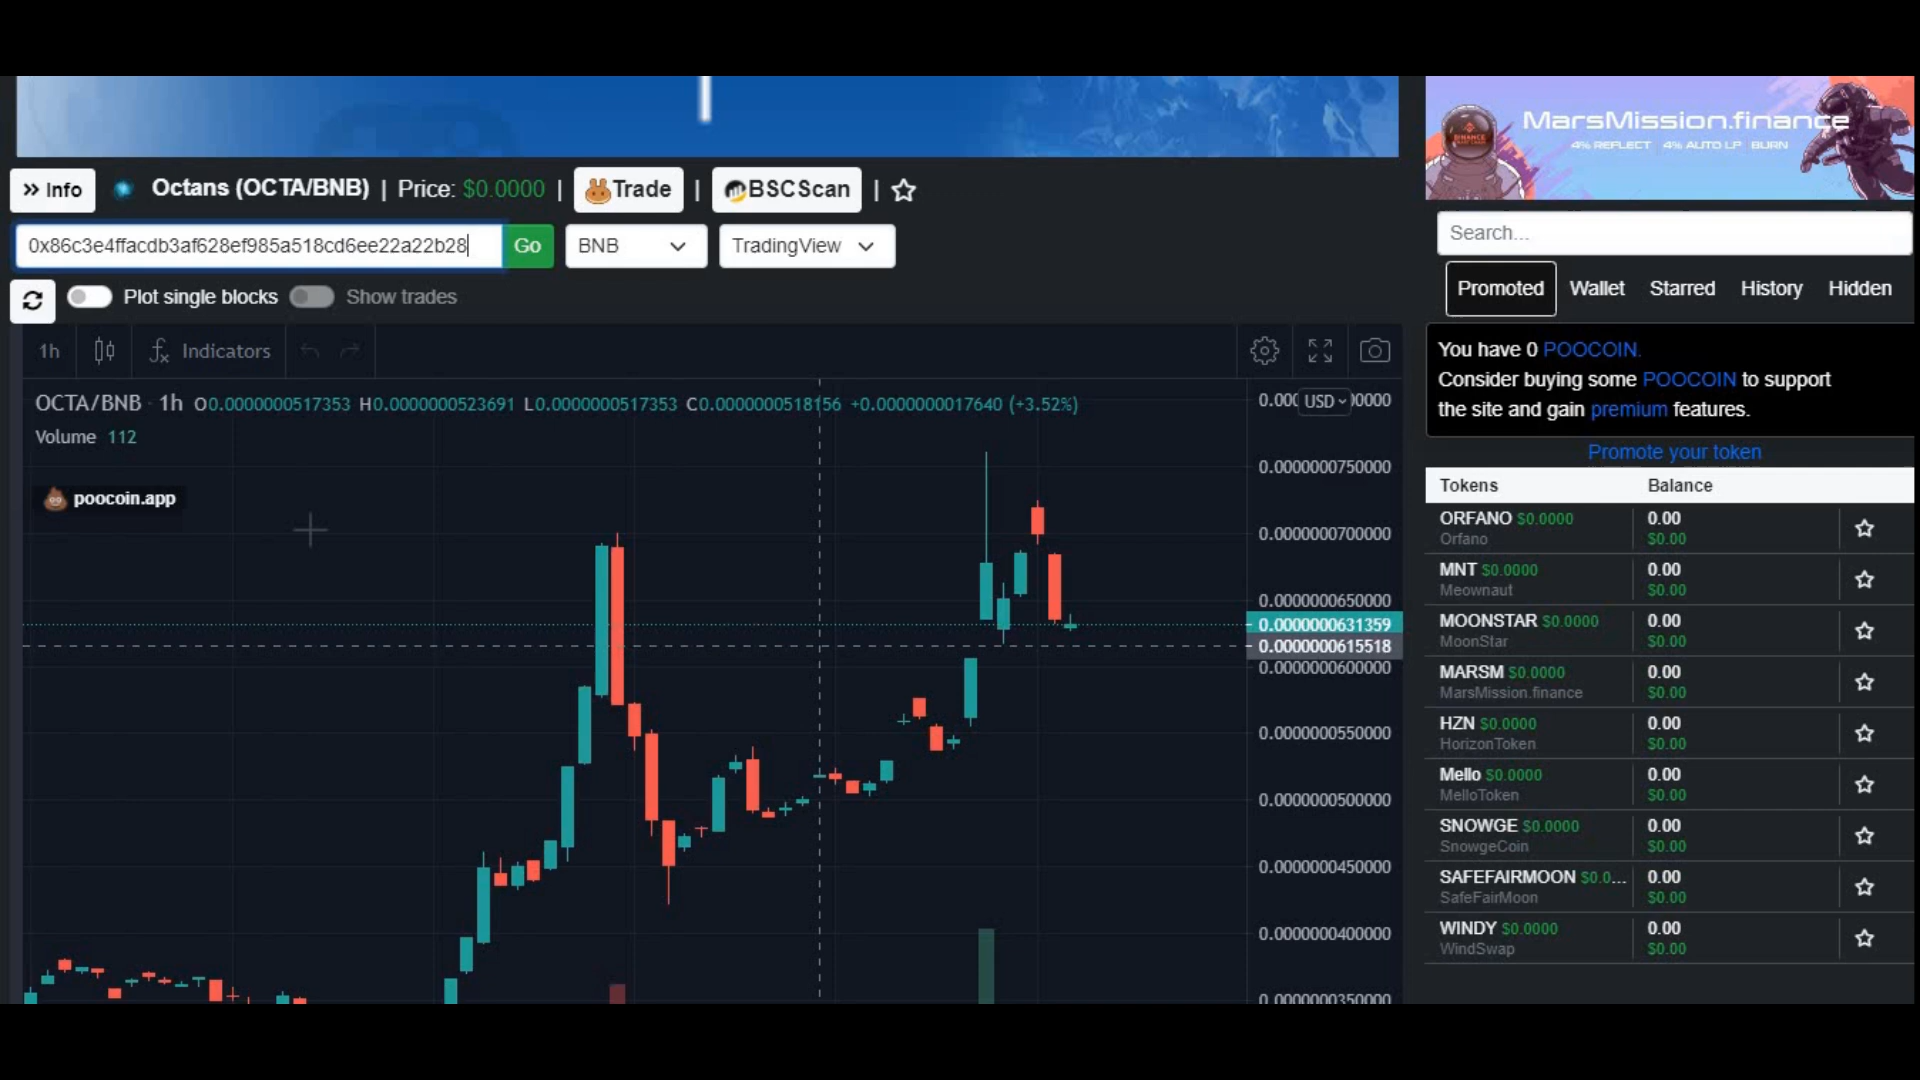 MarsMission.finance
4% REFLECT 4% AUTO LP BURN
BINANCE
Info Octans (OCTA/BNB) | Price: $0.0000 | Trade | BSCScan |
0x86c3e4ffacdb3af628ef985a518cd6ee22a22b28 Go BNB TradingView
Plot single blocks Show trades
1h Indicators
OCTA/BNB · 1h O0.0000000517353 H0.0000000523691 L0.0000000517353 C0.0000000518156 +0.0000000017640 (+3.52%)
Volume 112
poocoin.app
USD
0.0000000750000
0.0000000700000
0.0000000650000
0.0000000631359
0.0000000615518
0.0000000600000
0.0000000550000
0.0000000500000
0.0000000450000
0.0000000400000
0.0000000350000
Search...
Promoted Wallet Starred History Hidden
You have 0 POOCOIN.
Consider buying some POOCOIN to support
the site and gain premium features.
Promote your token
Tokens Balance
ORFANO $0.0000 0.00
Orfano $0.00
MNT $0.0000 0.00
Meownaut $0.00
MOONSTAR $0.0000 0.00
MoonStar $0.00
MARSM $0.0000 0.00
MarsMission.finance $0.00
HZN $0.0000 0.00
HorizonToken $0.00
Mello $0.0000 0.00
MelloToken $0.00
SNOWGE $0.0000 0.00
SnowgeCoin $0.00
SAFEFAIRMOON $0.0... 0.00
SafeFairMoon $0.00
WINDY $0.0000 0.00
WindSwap $0.00